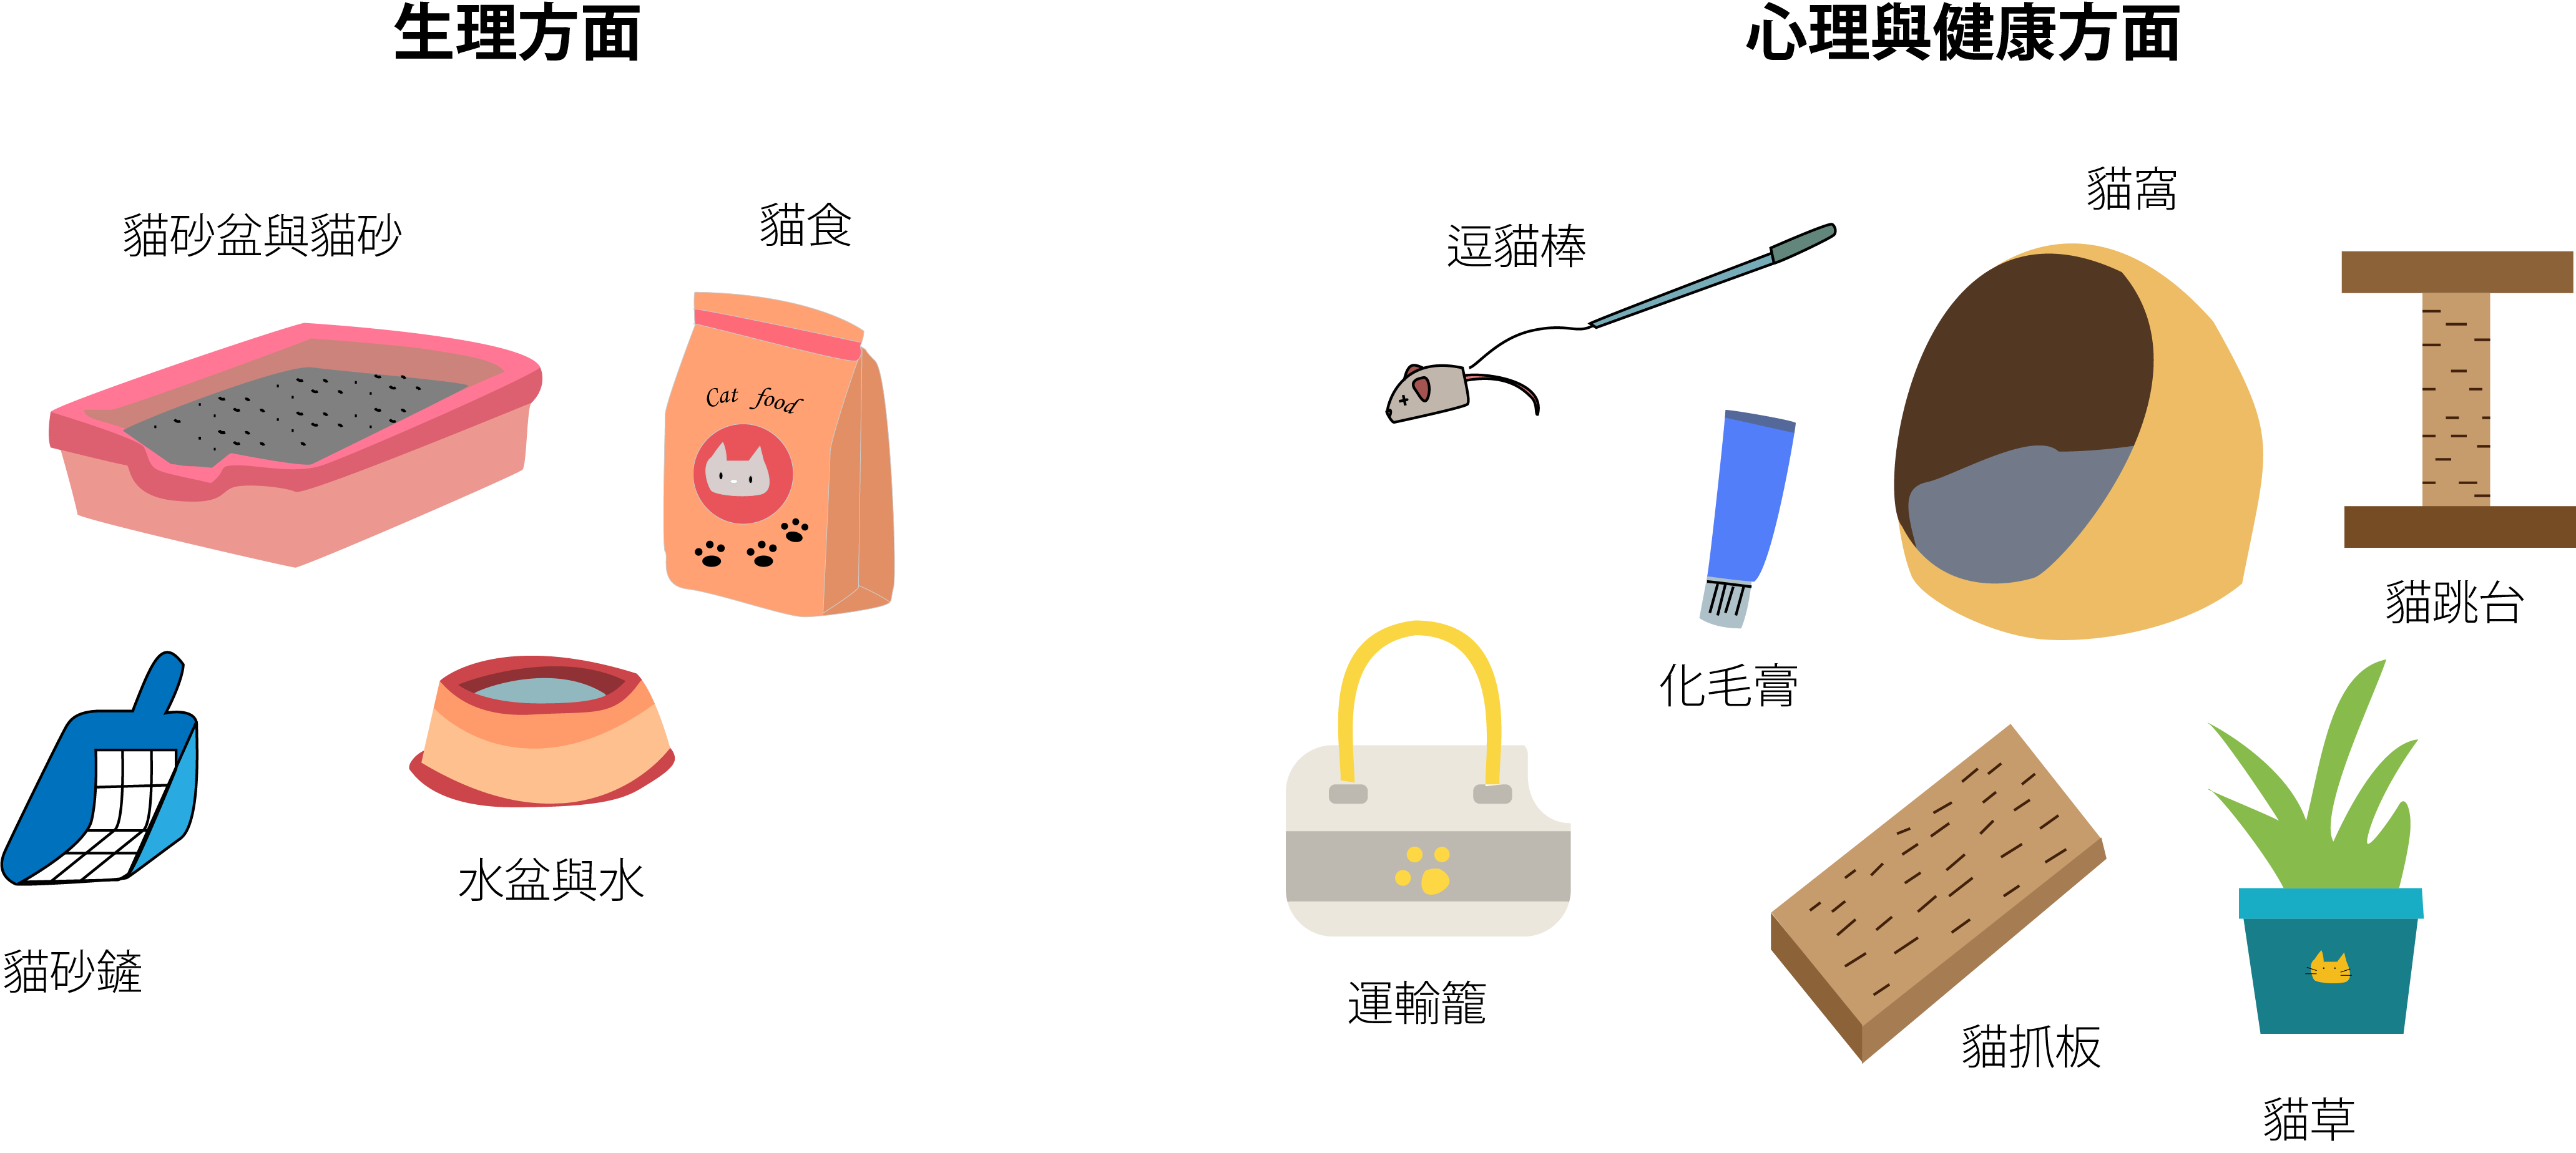 生理方面
貓砂盆與貓砂
貓食
Cat food
貓砂鏟
水盆與水
心理與健康方面
逗貓棒
貓窩
貓跳台
化毛膏
運輸籠
貓抓板
貓草